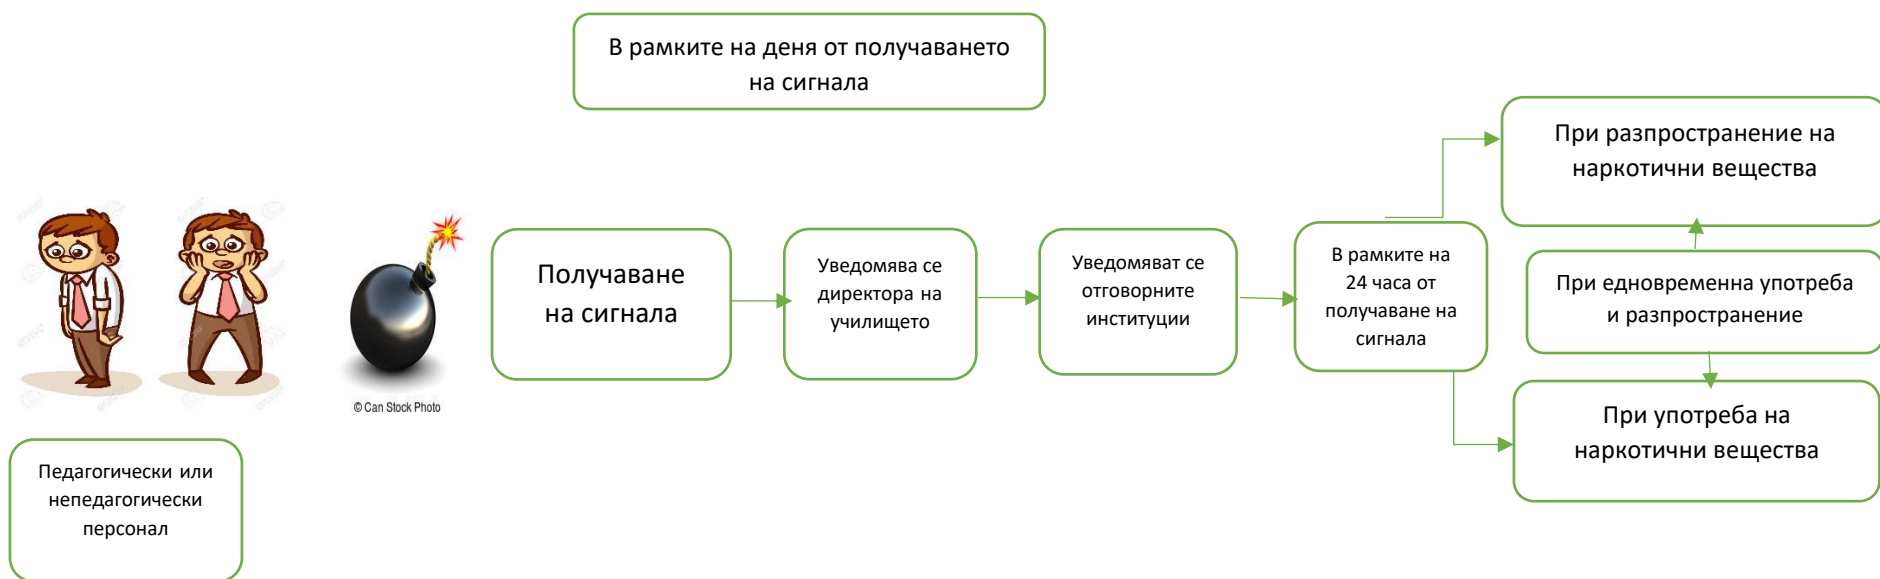 В рамките на деня от получаването
на сигнала
При разпространение на
наркотични вещества
Получаване
на сигнала
Уведомява се
директора на
училището
Уведомяват се
отговорните
институции
В рамките на
24 часа от
получаване на
сигнала
При едновременна употреба
и разпространение
При употреба на
наркотични вещества
© Can Stock Photo
Педагогически или
непедагогически
персонал